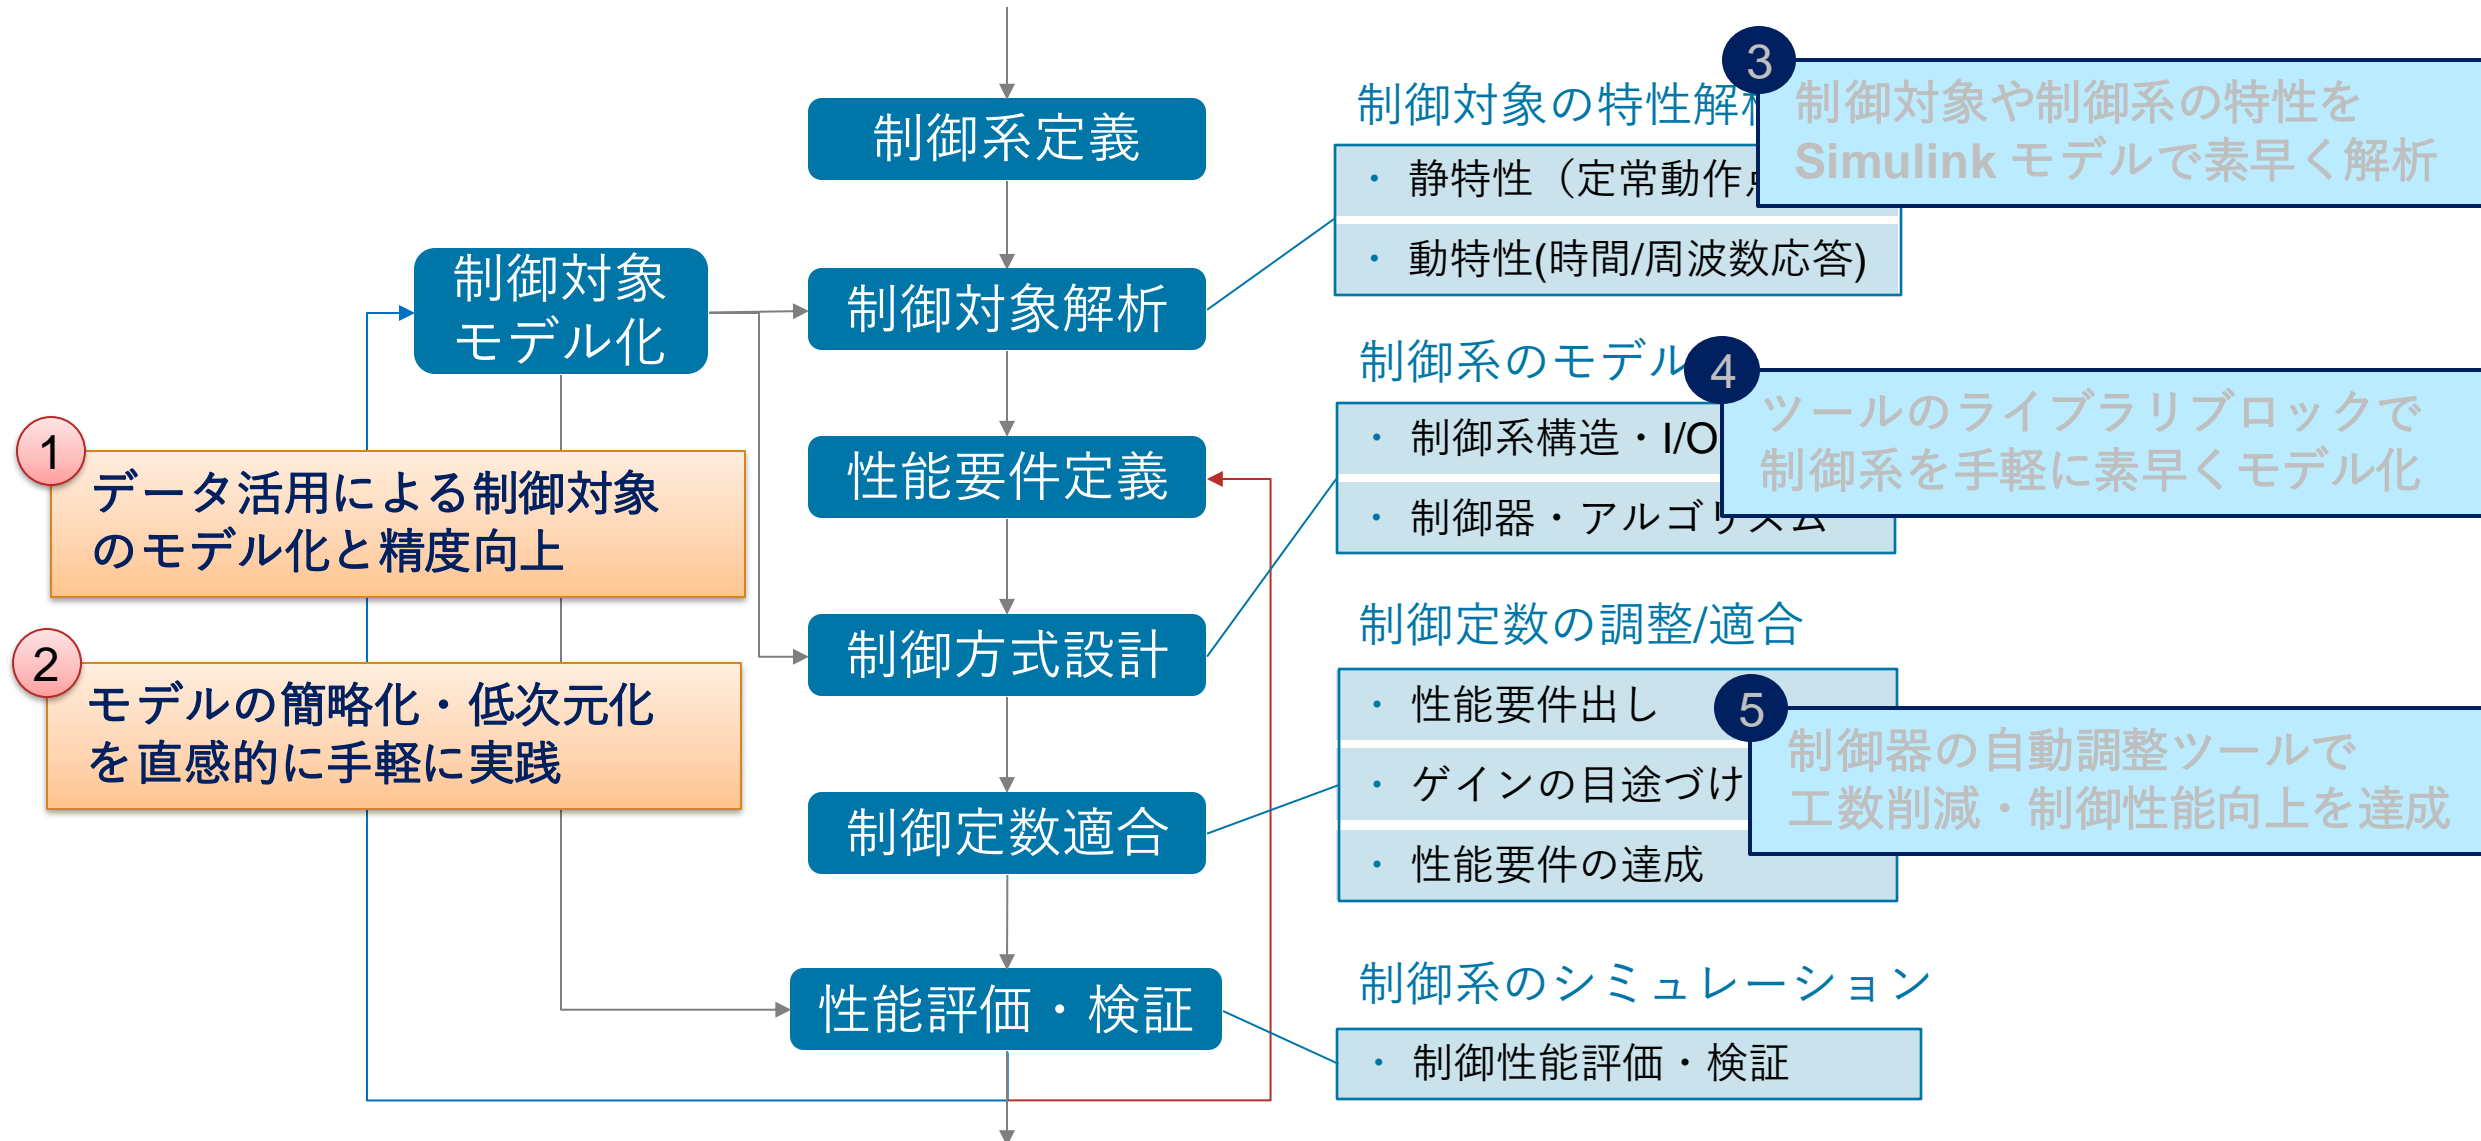 制御系定義
制御対象
モデル化
制御対象解析
性能要件定義
制御方式設計
制御定数適合
性能評価・検証
1
データ活用による制御対象
のモデル化と精度向上
2
モデルの簡略化・低次元化
を直感的に手軽に実践
制御対象の特性解析
・ 静特性（定常動作点
・ 動特性(時間/周波数応答)
3
制御対象や制御系の特性を
Simulink モデルで素早く解析
制御系のモデル
・ 制御系構造・I/O
・ 制御器・アルゴリズム
4
ツールのライブラリブロックで
制御系を手軽に素早くモデル化
制御定数の調整/適合
・ 性能要件出し
・ ゲインの目途づけ
・ 性能要件の達成
5
制御器の自動調整ツールで
工数削減・制御性能向上を達成
制御系のシミュレーション
・ 制御性能評価・検証